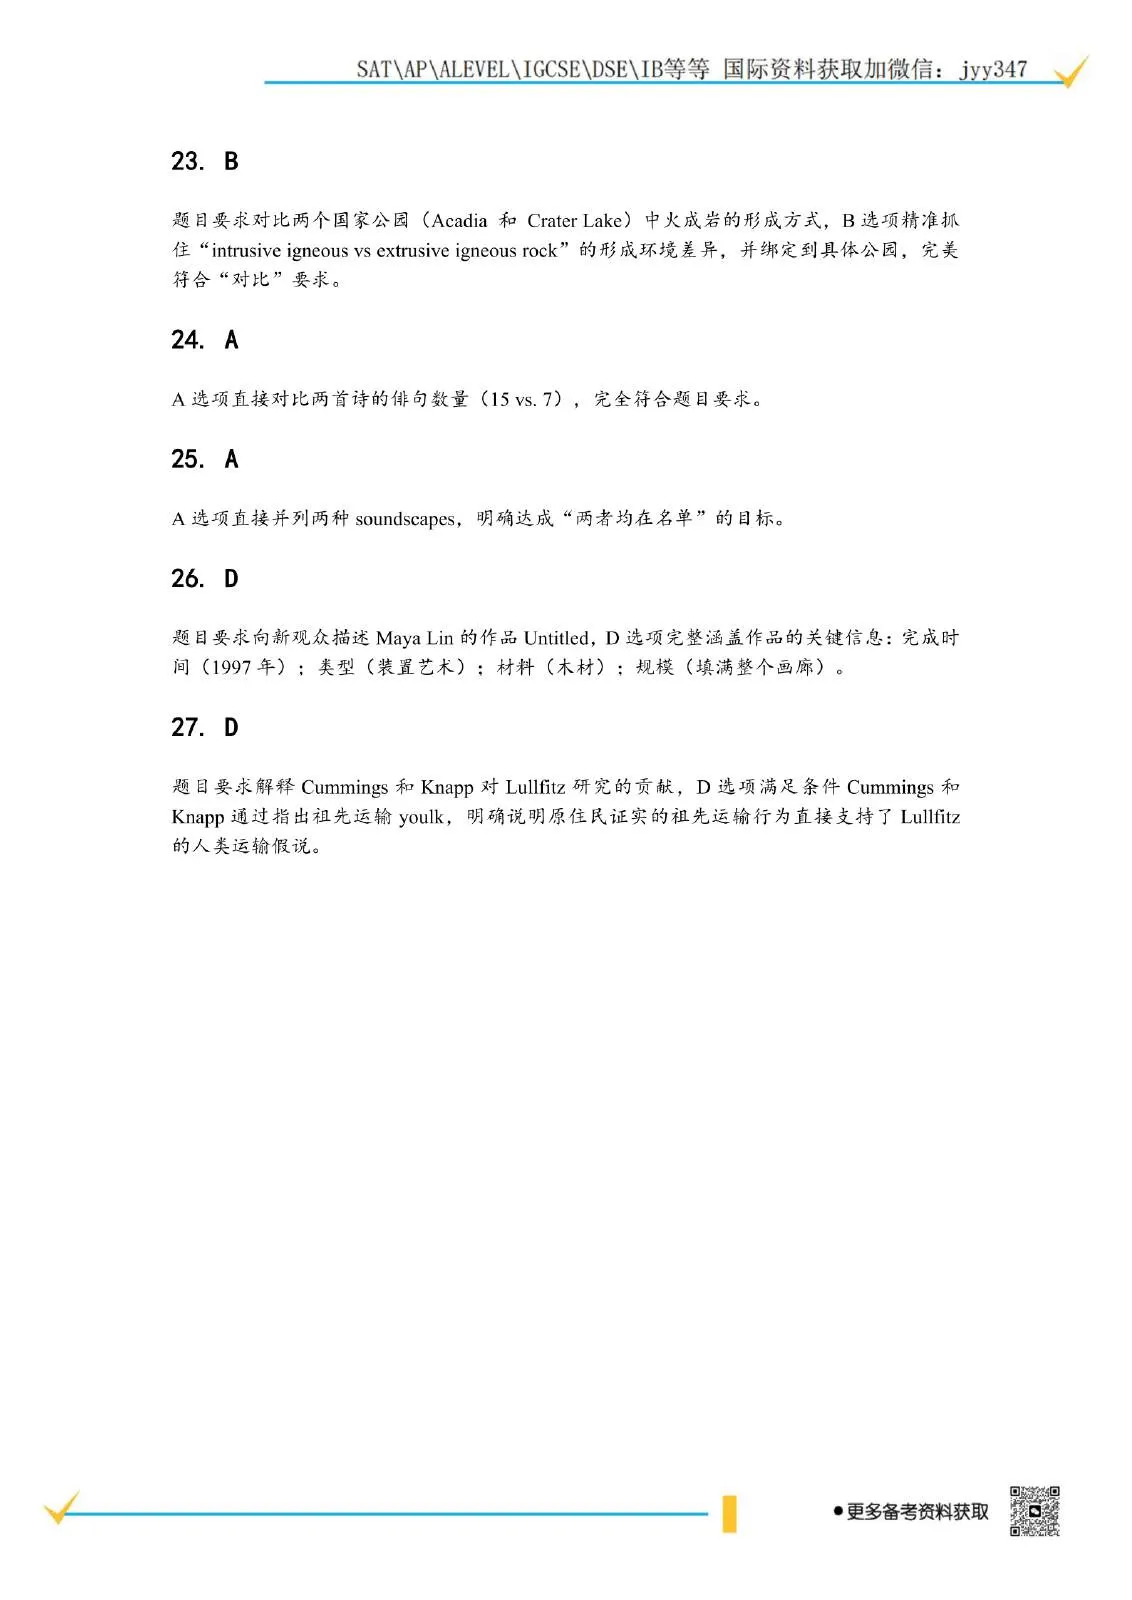 SAT\AP\ALEVEL\IGCSE\DSE\IB等等 国际资料获取加微信：jyy347
23. B
题目要求对比两个国家公园（Acadia 和 Crater Lake）中火成岩的形成方式，B 选项精准抓
住“intrusive igneous vs extrusive igneous rock”的形成环境差异，并绑定到具体公园，完美
符合“对比”要求。
24. A
A 选项直接对比两首诗的俳句数量（15 vs. 7），完全符合题目要求。
25. A
A 选项直接并列两种 soundscapes，明确达成“两者均在名单”的目标。
26. D
题目要求向新观众描述 Maya Lin 的作品 Untitled，D 选项完整涵盖作品的关键信息：完成时
间（1997 年）；类型（装置艺术）；材料（木材）；规模（填满整个画廊）。
27. D
题目要求解释 Cummings 和 Knapp 对 Lullfitz 研究的贡献，D 选项满足条件 Cummings 和
Knapp 通过指出祖先运输 youlk，明确说明原住民证实的祖先运输行为直接支持了 Lullfitz
的人类运输假说。
●更多备考资料获取